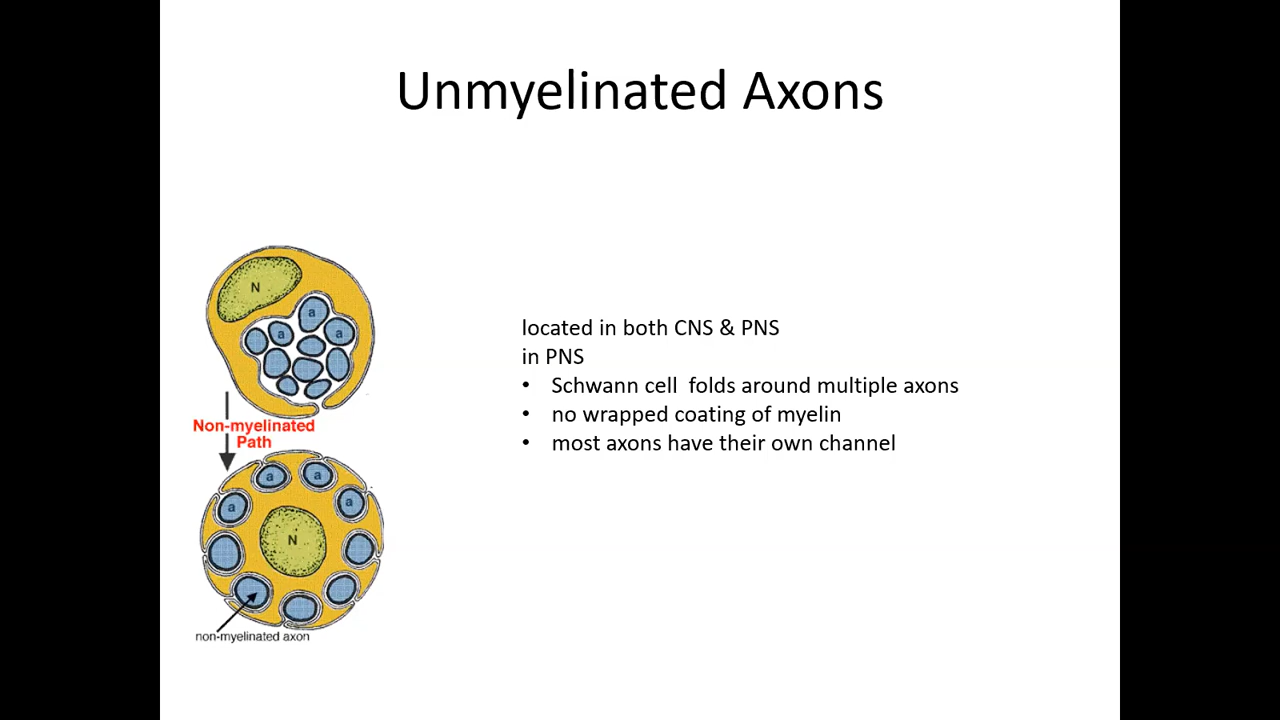 Unmyelinated Axons
N
a
a
a
Non-myelinated
Path
a
a
a
a
N
non-myelinated axon
located in both CNS & PNS
in PNS
• Schwann cell folds around multiple axons
• no wrapped coating of myelin
• most axons have their own channel